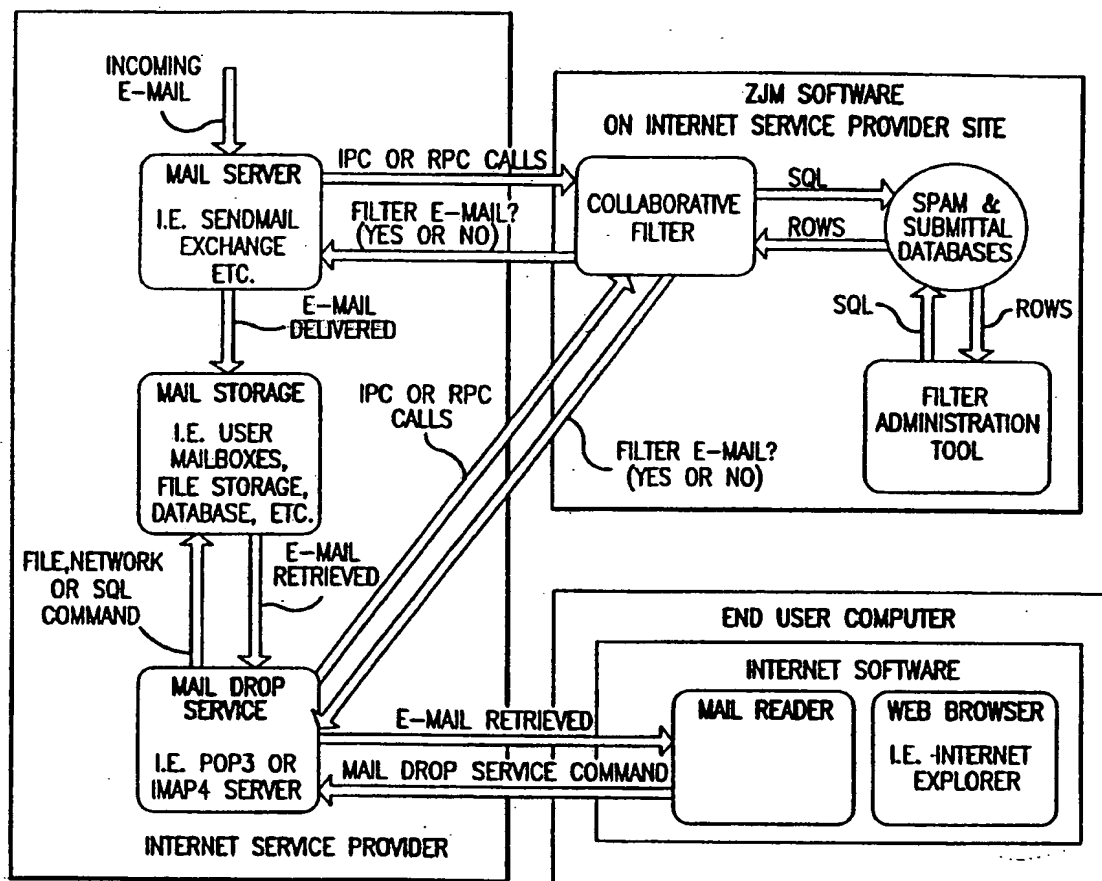 INCOMING
E-MAIL
MAIL SERVER
I.E. SENDMAIL
EXCHANGE
ETC.
IPC OR RPC CALLS
FILTER E-MAIL?
(YES OR NO)
E-MAIL
DELIVERED
MAIL STORAGE
I.E. USER
MAILBOXES,
FILE STORAGE,
DATABASE, ETC.
FILE,NETWORK
OR SQL
COMMAND
E-MAIL
RETRIEVED
MAIL DROP
SERVICE
I.E. POP3 OR
IMAP4 SERVER
INTERNET SERVICE PROVIDER
IPC OR RPC
CALLS
FILTER E-MAIL?
(YES OR NO)
ZJM SOFTWARE
ON INTERNET SERVICE PROVIDER SITE
COLLABORATIVE
FILTER
SQL
ROWS
SPAM &
SUBMITTAL
DATABASES
SQL
ROWS
FILTER
ADMINISTRATION
TOOL
E-MAIL RETRIEVED
MAIL DROP SERVICE COMMAND
END USER COMPUTER
INTERNET SOFTWARE
MAIL READER
WEB BROWSER
I.E. -INTERNET
EXPLORER